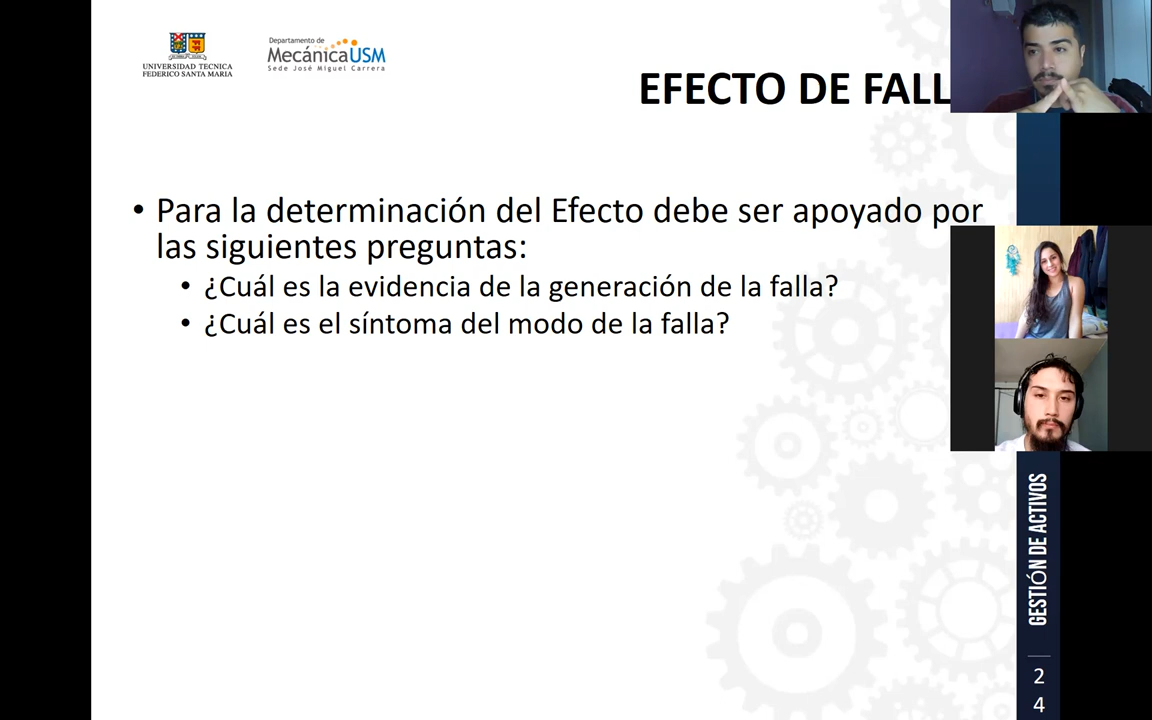 UNIVERSIDAD TECNICA
FEDERICO SANTA MARIA
Departamento de
MecánicaUSM
Sede José Miguel Carrera
EFECTO DE FALL
• Para la determinación del Efecto debe ser apoyado por
las siguientes preguntas:
• ¿Cuál es la evidencia de la generación de la falla?
• ¿Cuál es el síntoma del modo de la falla?
GESTIÓN DE ACTIVOS
2
4